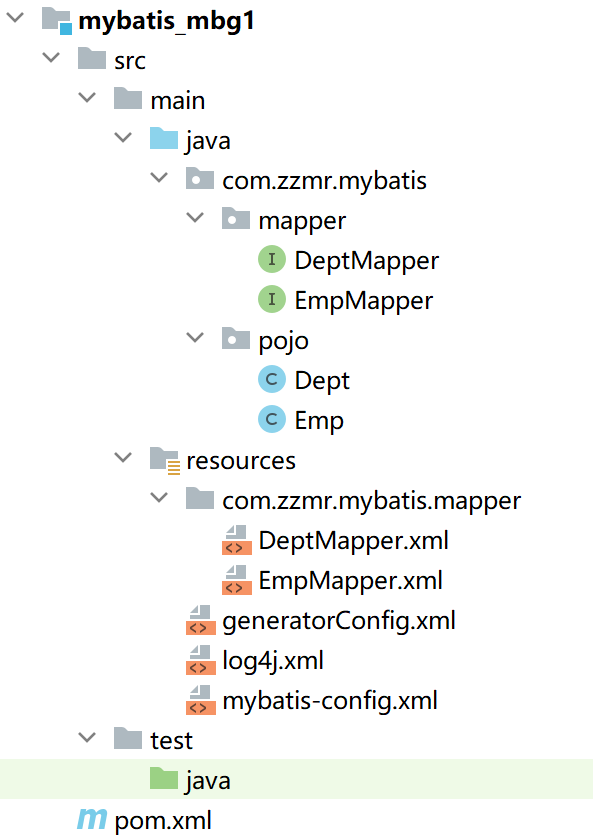 mybatis_mbg1
src
main
java
com.zzmr.mybatis
mapper
I DeptMapper
I EmpMapper
pojo
C Dept
C Emp
resources
com.zzmr.mybatis.mapper
<> DeptMapper.xml
<> EmpMapper.xml
<> generatorConfig.xml
<> log4j.xml
<> mybatis-config.xml
test
java
m pom.xml